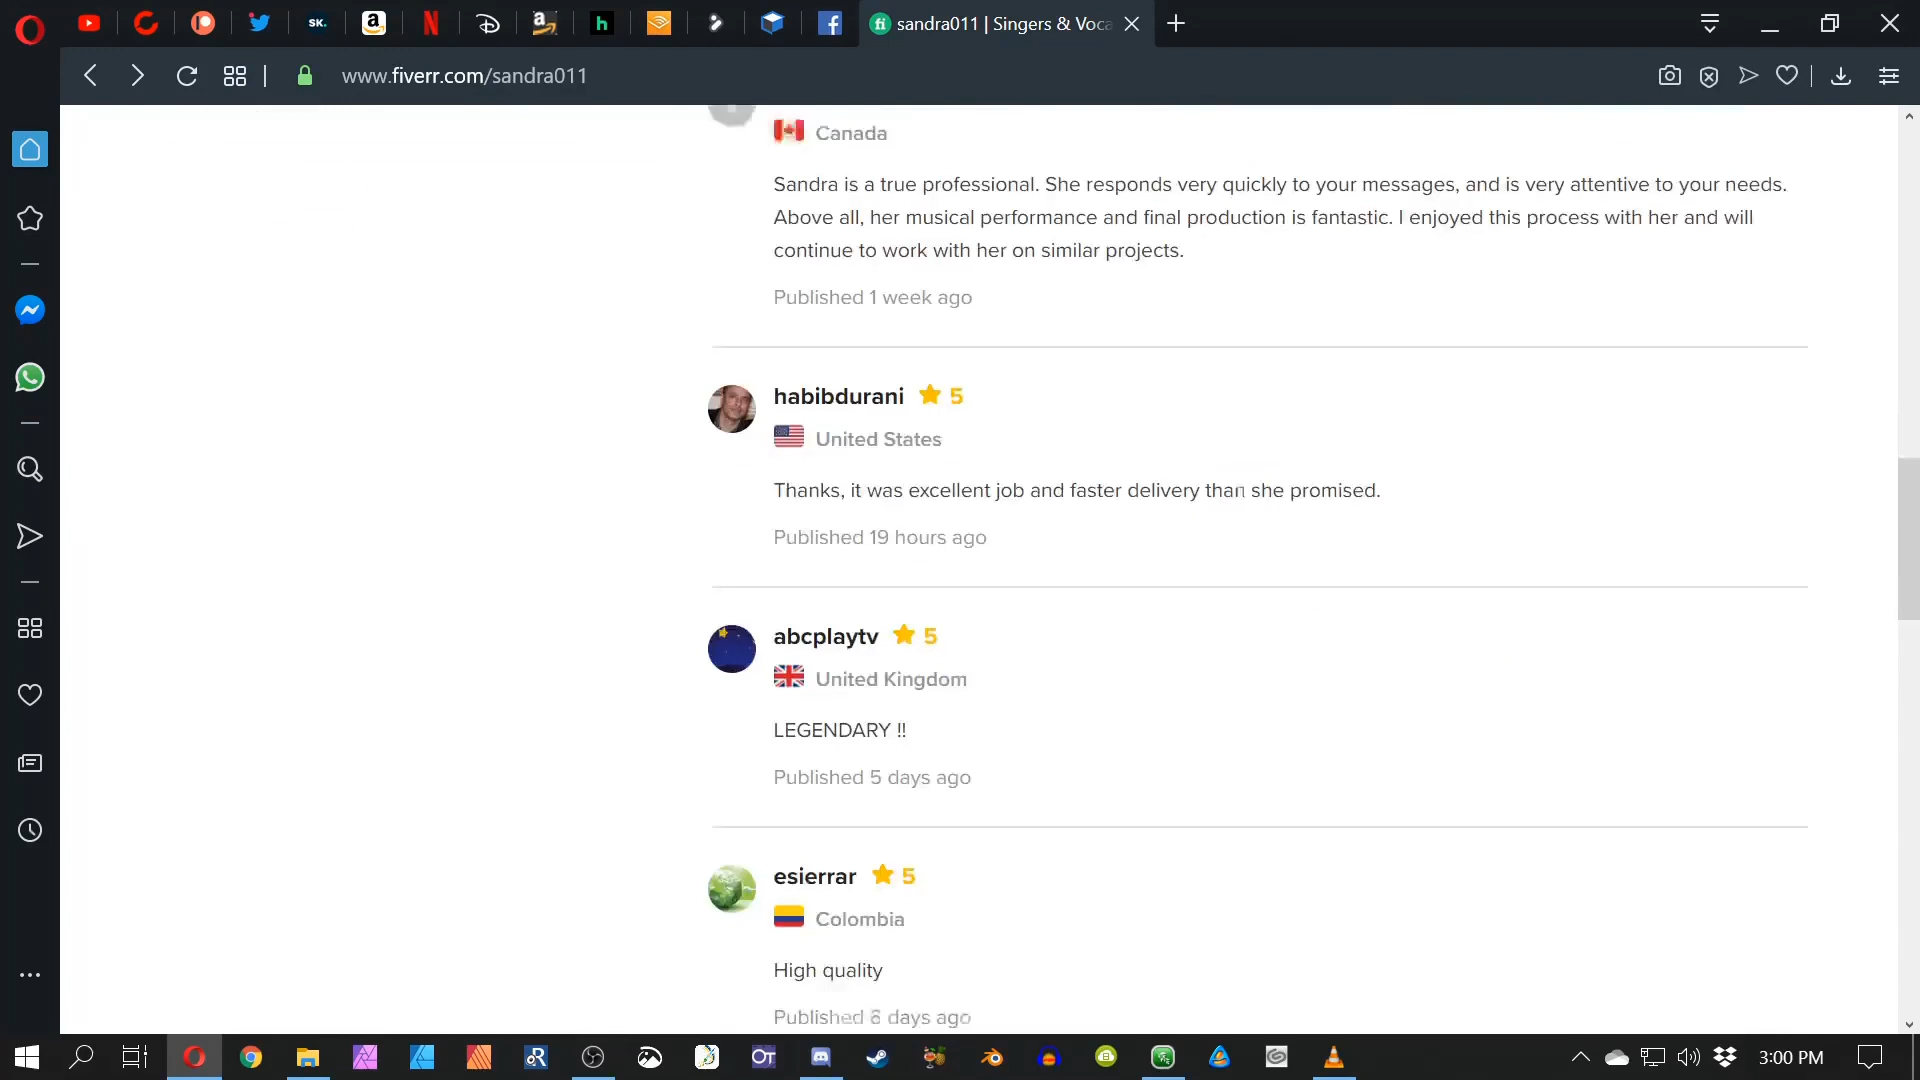 sandra011 | Singers & Voca
www.fiverr.com/sandra011
Canada
Sandra is a true professional. She responds very quickly to your messages, and is very attentive to your needs.
Above all, her musical performance and final production is fantastic. I enjoyed this process with her and will
continue to work with her on similar projects.
Published 1 week ago
habibdurani 5
United States
Thanks, it was excellent job and faster delivery than she promised.
Published 19 hours ago
abcplaytv 5
United Kingdom
LEGENDARY !!
Published 5 days ago
esierrar 5
Colombia
High quality
Published 6 days ago
3:00 PM